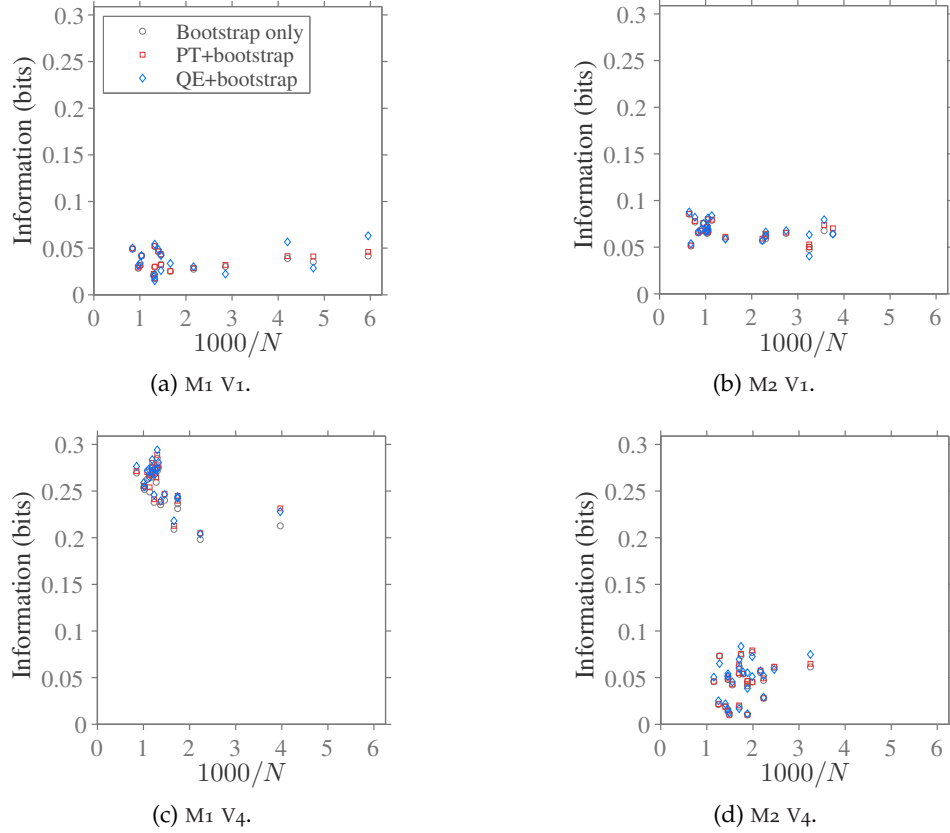 0.3
0.25
0.2
0.15
0.1
0.05
0
Information (bits)
Bootstrap only
PT+bootstrap
QE+bootstrap
0 1 2 3 4 5 6
1000/N
(a) M1 V1.
0.3
0.25
0.2
0.15
0.1
0.05
0
Information (bits)
0 1 2 3 4 5 6
1000/N
(b) M2 V1.
0.3
0.25
0.2
0.15
0.1
0.05
0
Information (bits)
0 1 2 3 4 5 6
1000/N
(c) M1 V4.
0.3
0.25
0.2
0.15
0.1
0.05
0
Information (bits)
0 1 2 3 4 5 6
1000/N
(d) M2 V4.